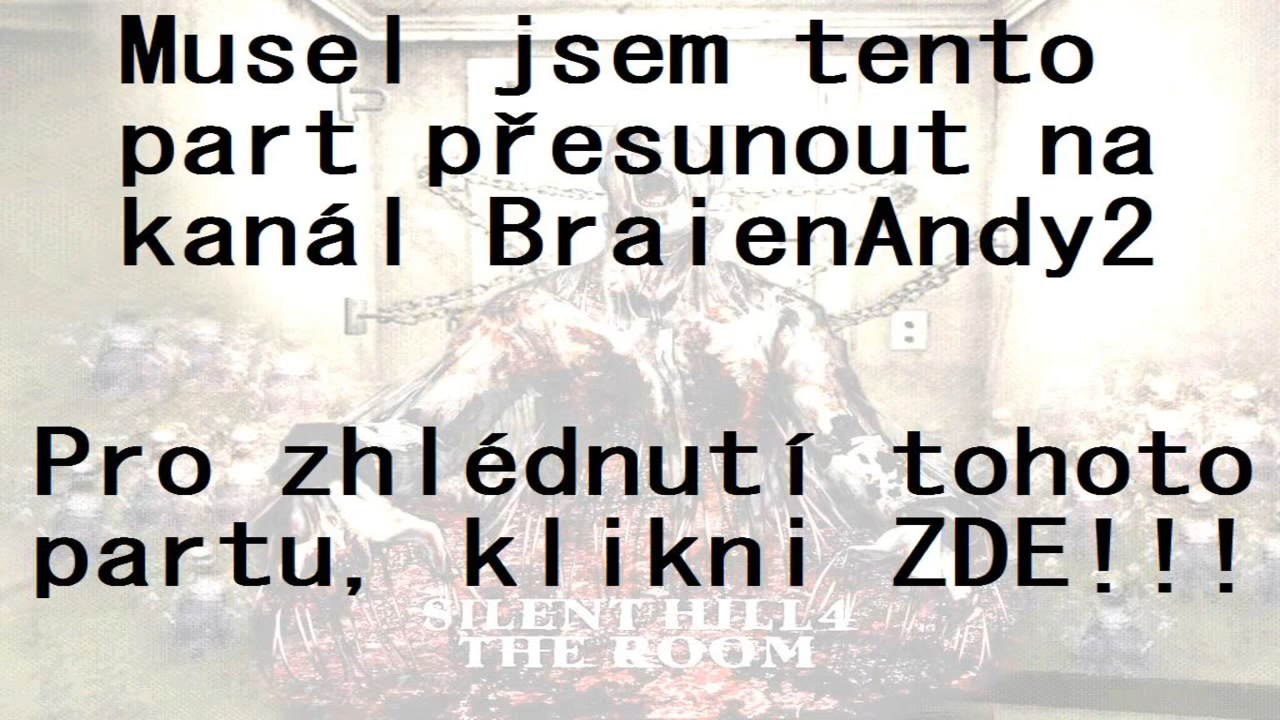 Musel jsem tento
part přesunout na
kanál BraienAndy2
Pro zhlédnutí tohoto
partu, klikni ZDE!!!
SILENT HILL 4
THE ROOM